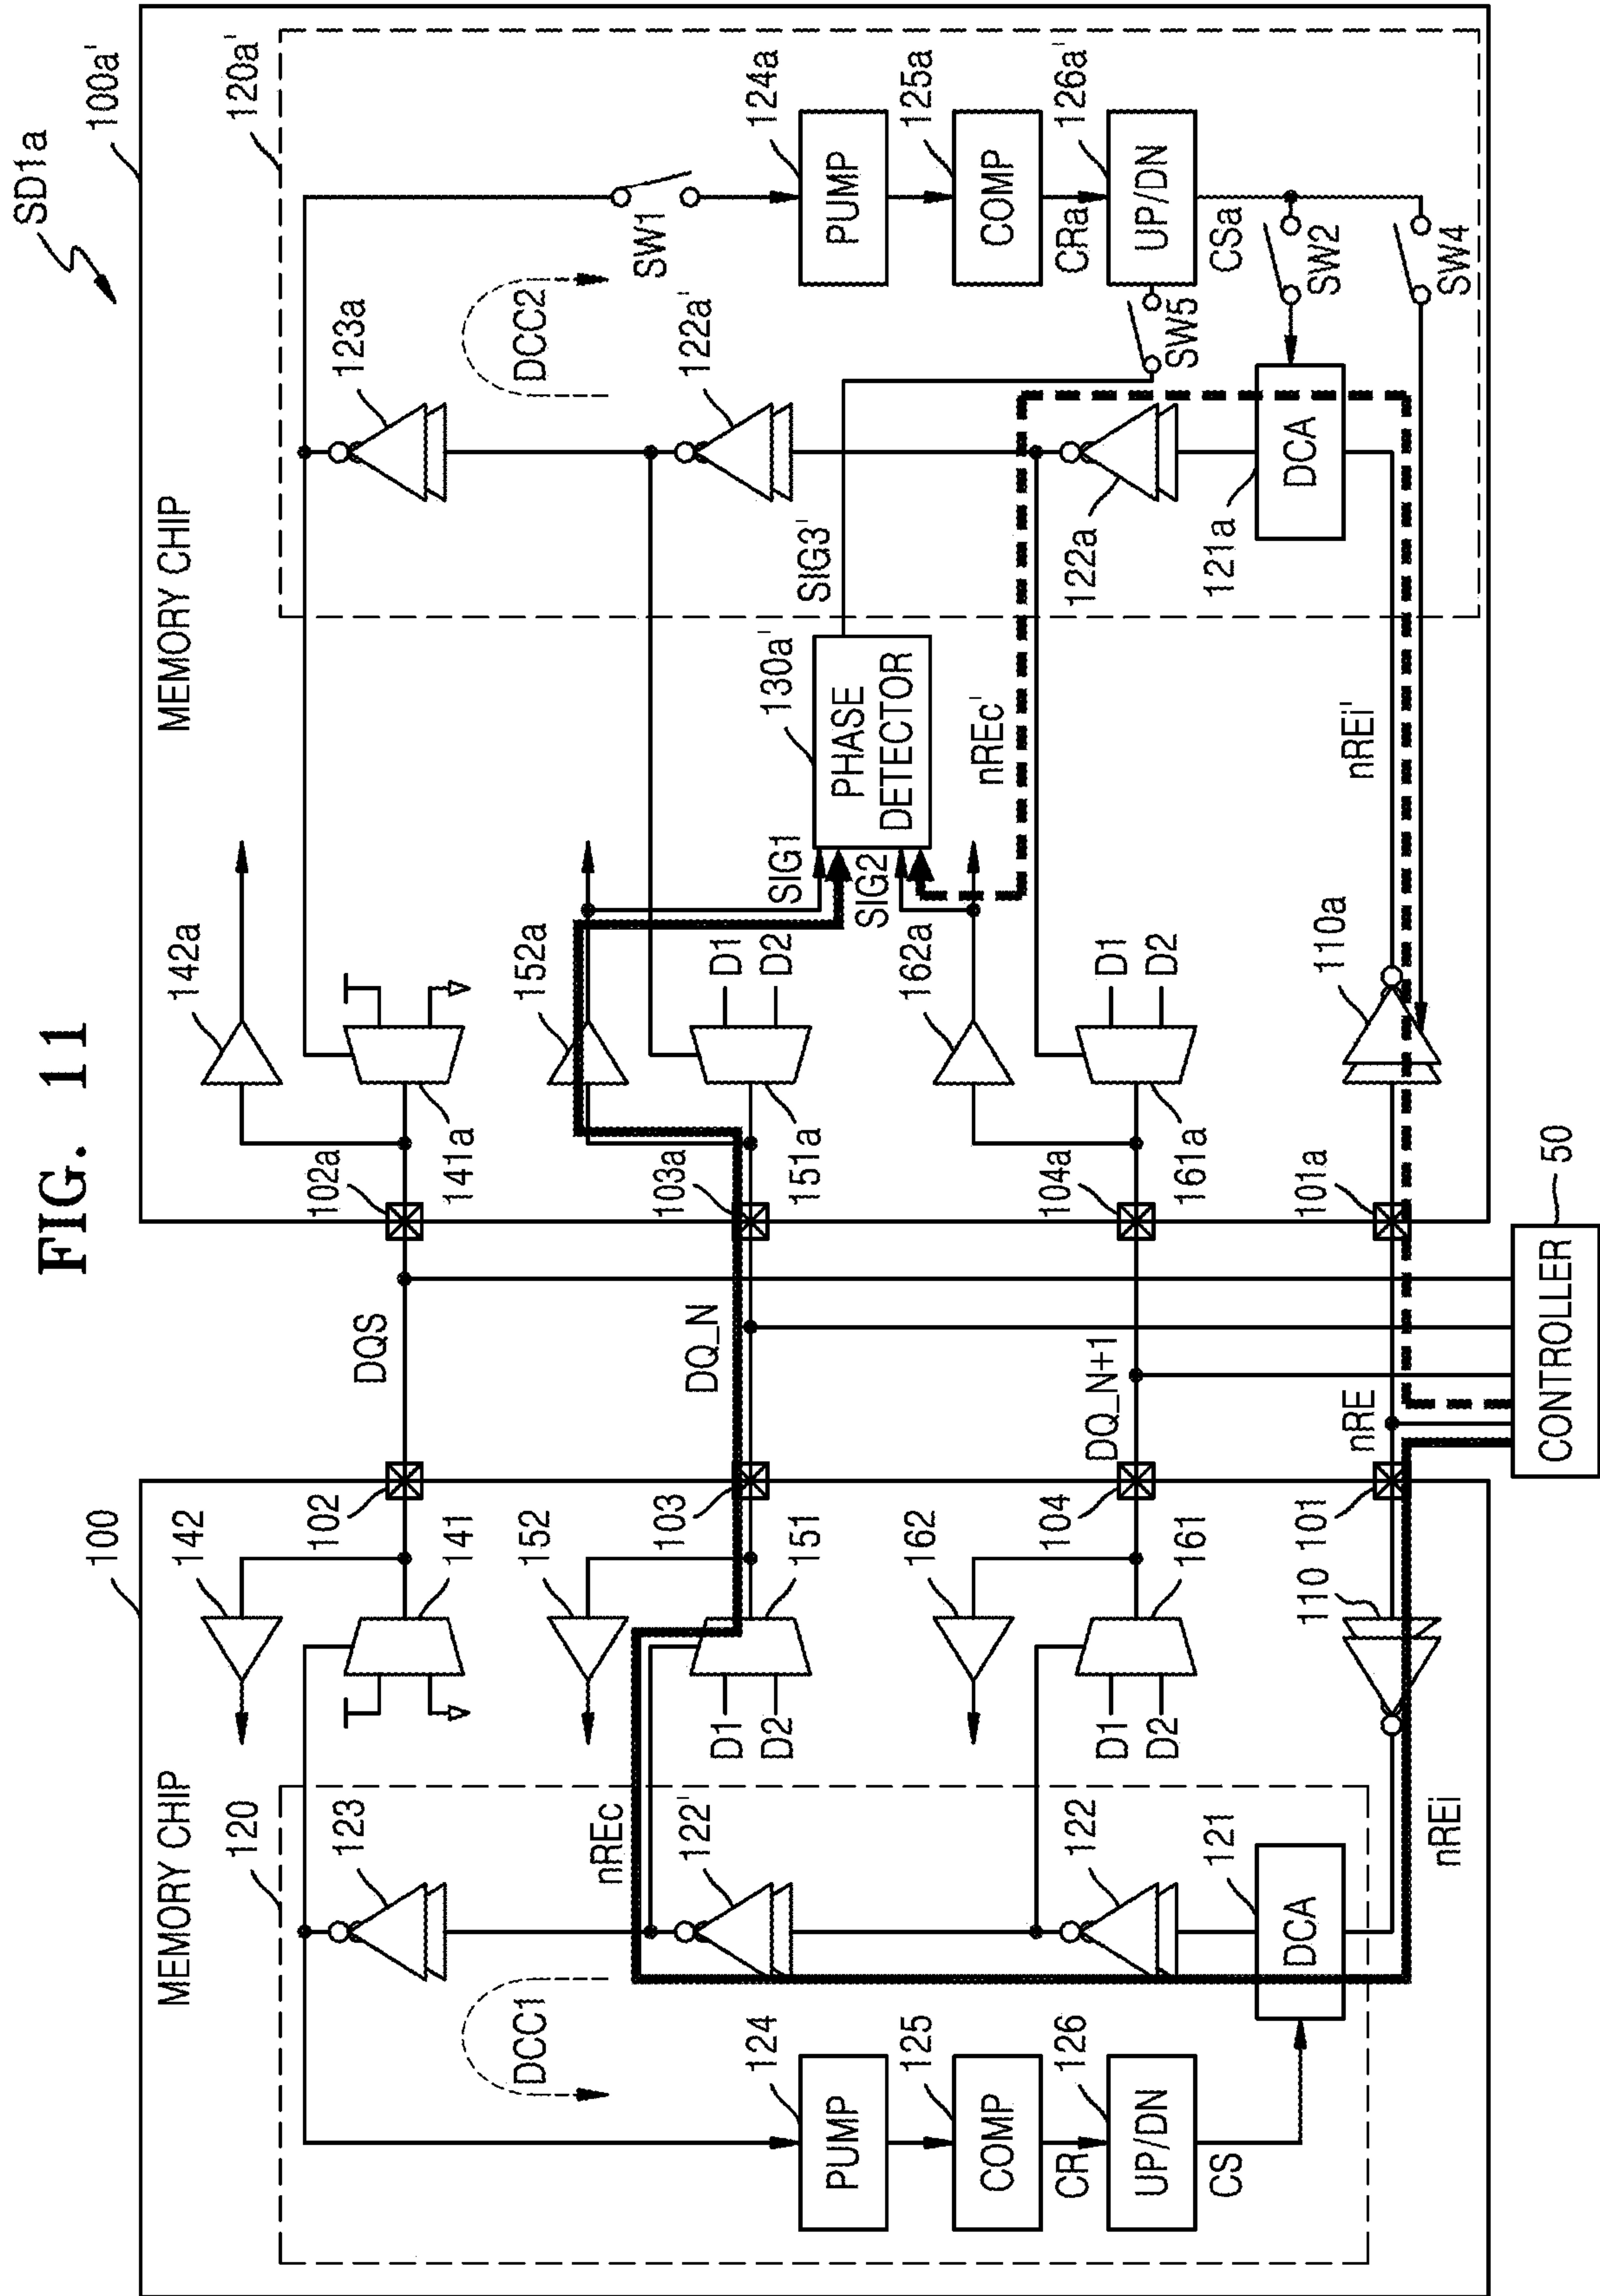 FIG. 11
SD1a
100
MEMORY CHIP
120
123
DCC1
nREc
122'
122
121
DCA
nREi
124
PUMP
125
COMP
CR
126
UP/DN
CS
142
102
141
152
103
151
D1
D2
162
104
161
D1
D2
110
101
DQS
DQ_N
DQ_N+1
nRE
50
CONTROLLER
100a'
MEMORY CHIP
120a'
142a
102a
141a
152a
103a
151a
D1
D2
162a
104a
161a
D1
D2
110a
101a
SIG1
SIG2
130a'
PHASE
DETECTOR
SIG3'
nREc'
nREi'
123a
DCC2
122a'
122a
121a
DCA
SW1
124a
PUMP
125a
COMP
CRa
126a'
UP/DN
CSa
SW5
SW2
SW4